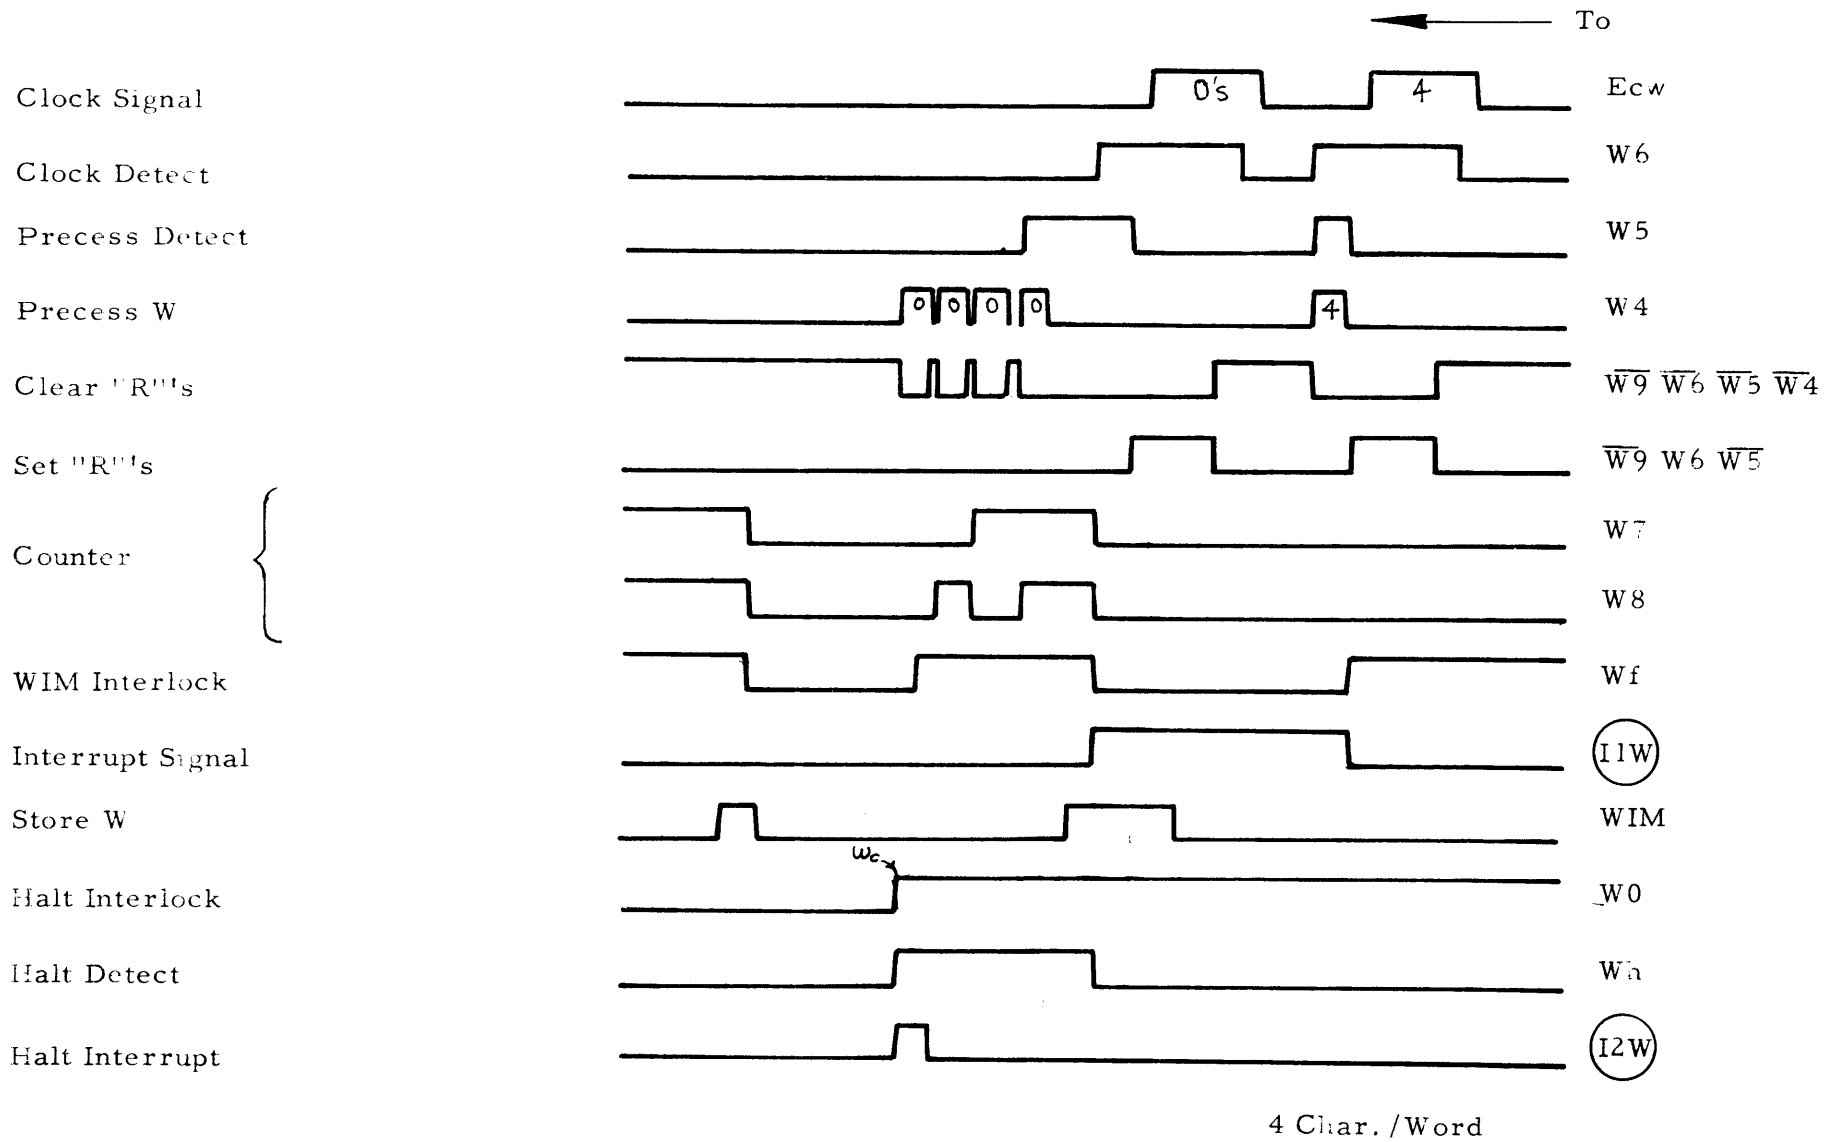 To
Clock Signal 0's 4 Ecw
Clock Detect W6
Precess Detect W5
Precess W 0 0 0 0 4 W4
Clear "R"'s W̅9̅ W̅6̅ W̅5̅ W̅4̅
Set "R"'s W̅9̅ W6 W̅5̅
Counter W7
W8
WIM Interlock Wf
Interrupt Signal I1W
Store W WIM
Wc
Halt Interlock W0
Halt Detect Wh
Halt Interrupt I2W
4 Char./Word